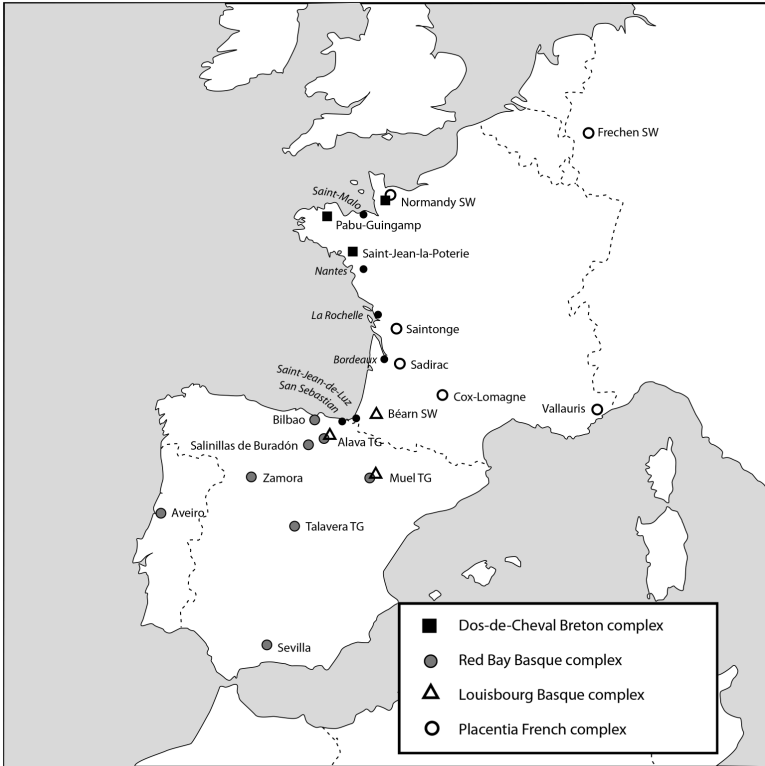 Frechen SW
Saint-Malo
Normandy SW
Pabu-Guingamp
Saint-Jean-la-Poterie
Nantes
La Rochelle
Saintonge
Bordeaux
Sadirac
Saint-Jean-de-Luz
San Sebastian
Cox-Lomagne
Vallauris
Béarn SW
Bilbao
Alava TG
Salinillas de Buradón
Zamora
Muel TG
Aveiro
Talavera TG
Sevilla
Dos-de-Cheval Breton complex
Red Bay Basque complex
Louisbourg Basque complex
Placentia French complex